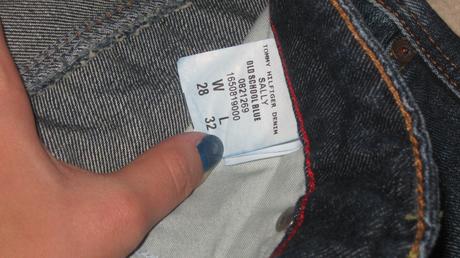 TOMMY HILFIGER DENIM
SALLY
OLD SCHOOL BLUE
0821269
1650819000
W L
28 32